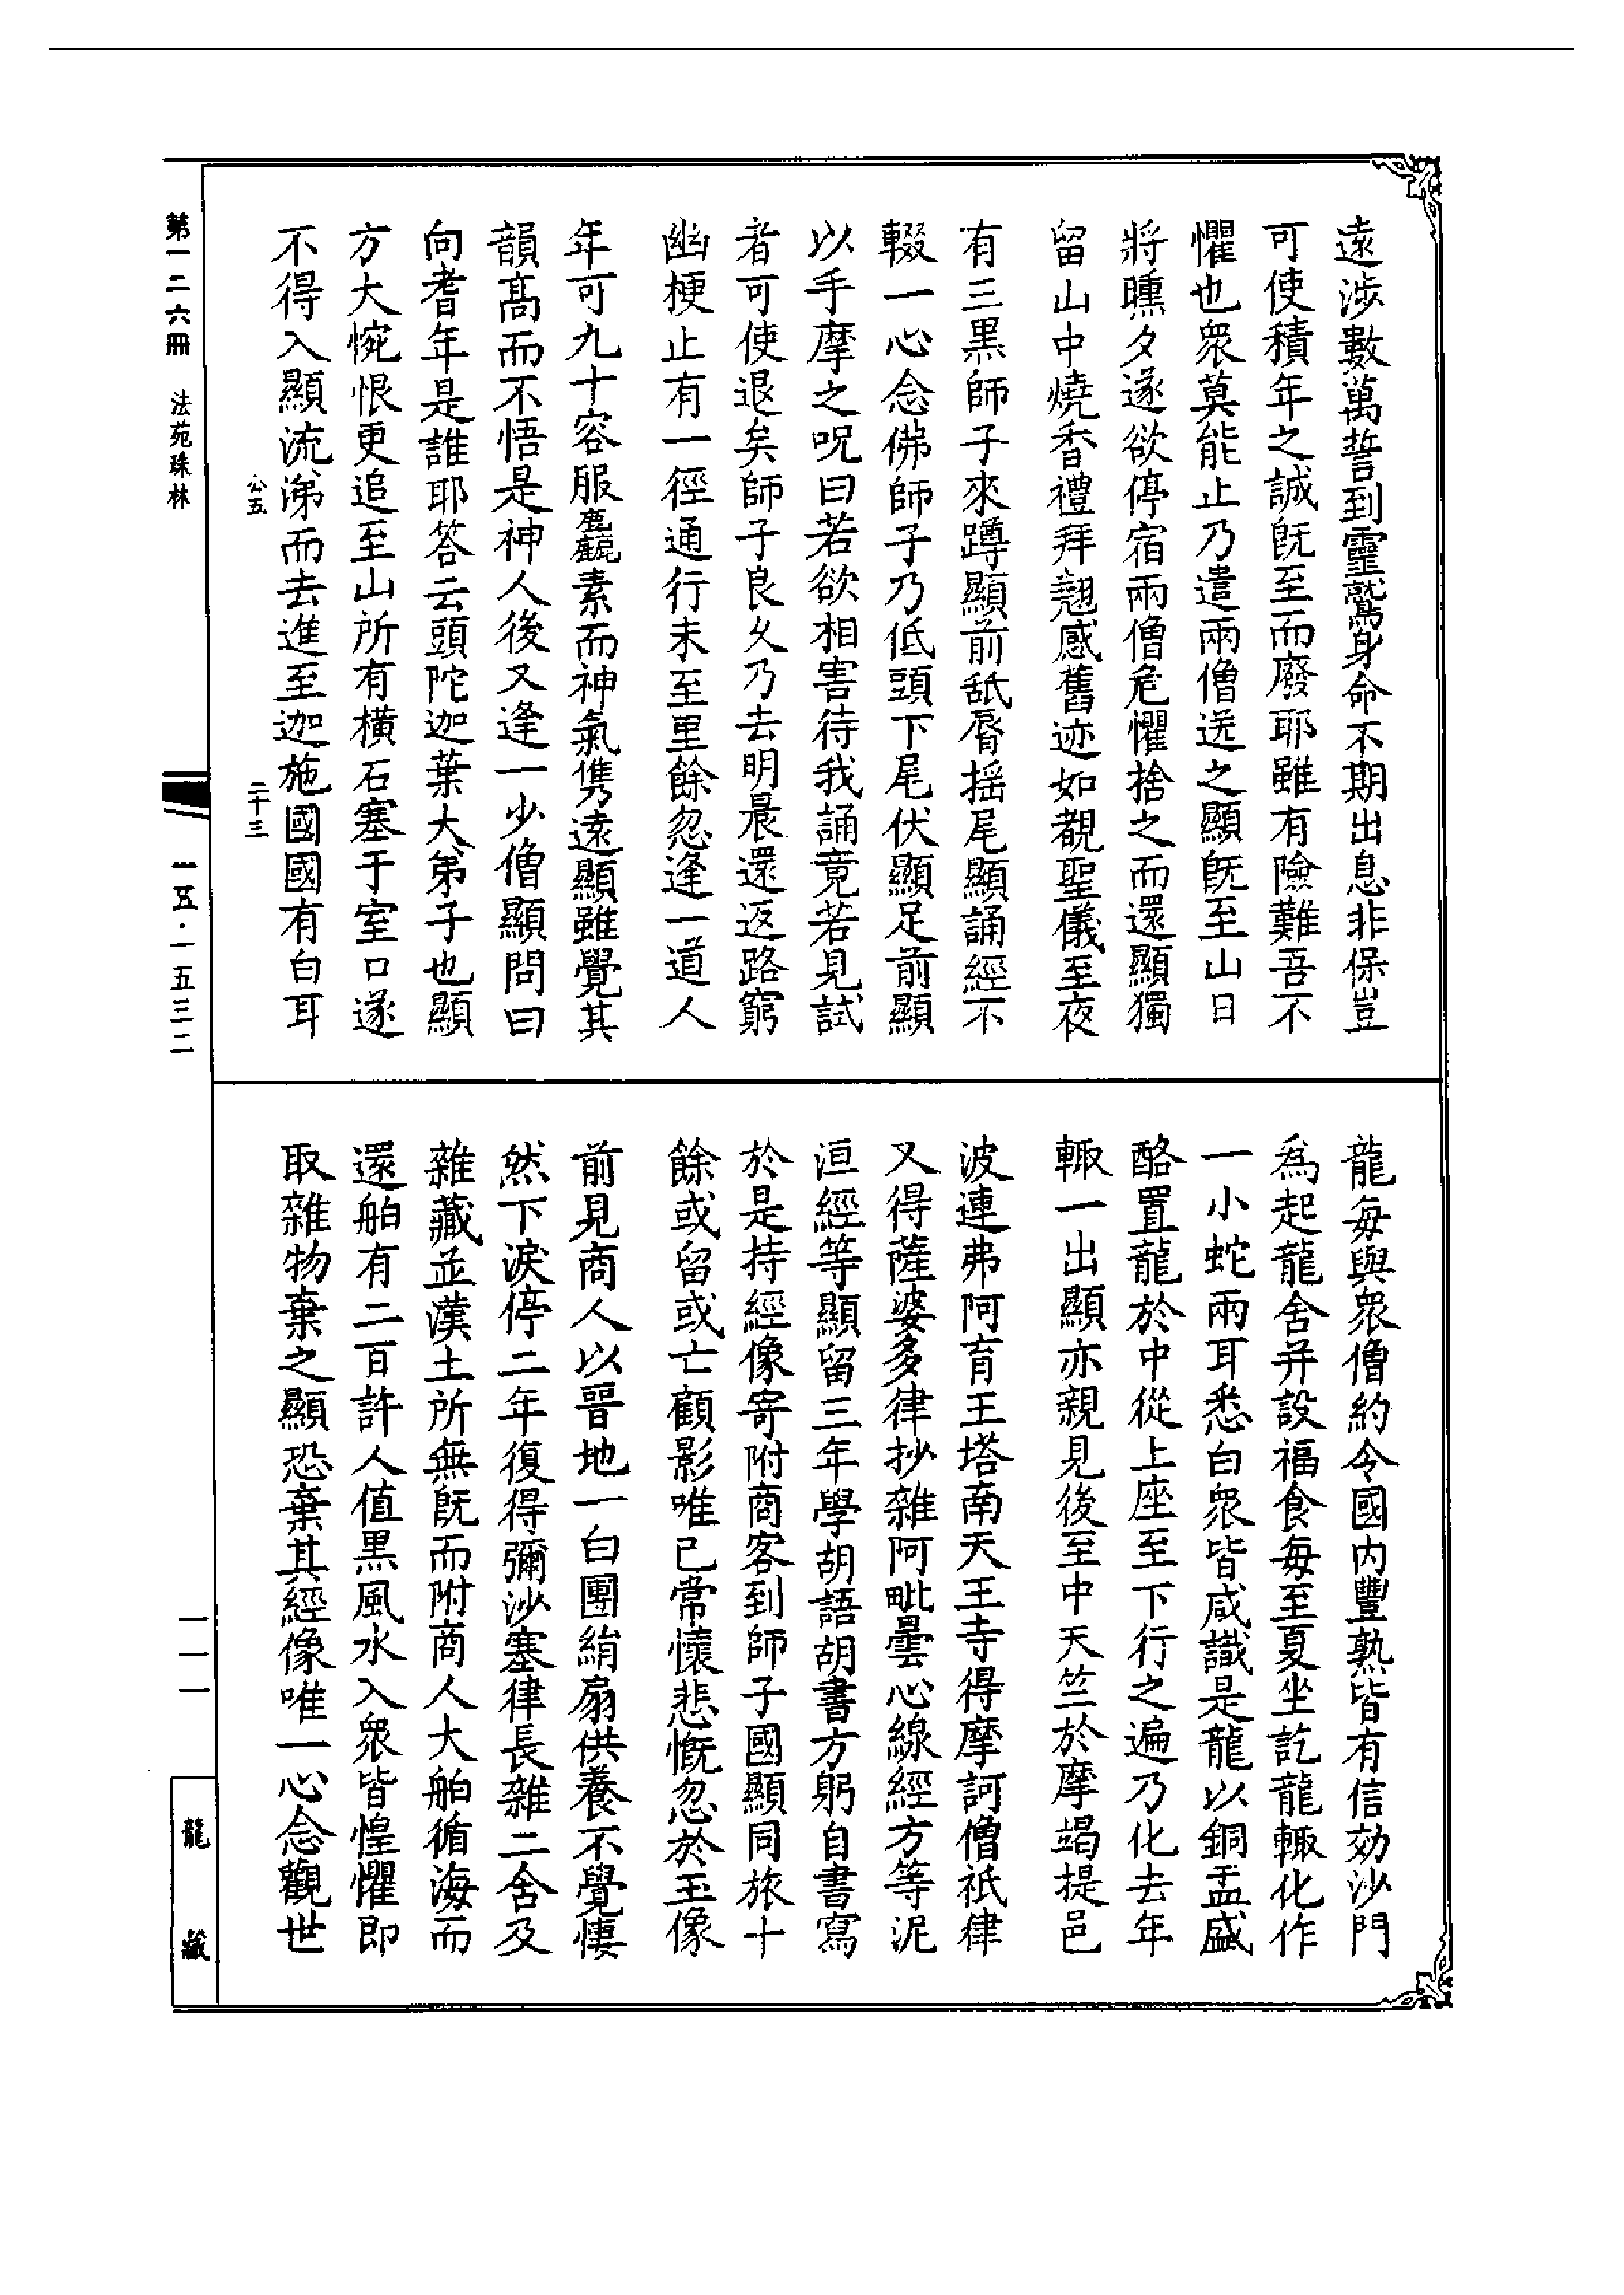 遠涉數萬誓到靈鷲身命不期出息非保豈
可使積年之誠旣至而廢耶雖有險難吾不
懼也衆莫能止乃遣兩僧送之顯旣至山日
將曛夕遂欲停宿兩僧危懼捨之而還顯獨
留山中燒香禮拜翹感舊迹如覩聖儀至夜
有三黑師子來蹲顯前舐脣搖尾顯誦經不
輟一心念佛師子乃低頭下尾伏顯足前顯
以手摩之呪曰若欲相害待我誦竟若見試
者可使退矣師子良久乃去明晨還返路窮
幽梗止有一徑通行未至里餘忽逢一道人
年可九十容服麤素而神氣儁遠顯雖覺其
韻高而不悟是神人後又逢一少僧顯問曰
向耆年是誰耶答云頭陀迦葉大弟子也顯
方大惋恨更追至山所有橫石塞于室口遂
不得入顯流涕而去進至迦施國國有白耳
公五
二十三
龍每與衆僧約令國內豐熟皆有信効沙門
爲起龍舍并設福食每至夏坐訖龍輒化作
一小蛇兩耳悉白衆皆咸識是龍以銅盂盛
酪置龍於中從上座至下行之遍乃化去年
輒一出顯亦親見後至中天竺於摩竭提邑
波連弗阿育王塔南天王寺得摩訶僧祇律
又得薩婆多律抄雜阿毗曇心線經方等泥
洹經等顯留三年學胡語胡書方躬自書寫
於是持經像寄附商客到師子國顯同旅十
餘或留或亡顧影唯已常懷悲慨忽於玉像
前見商人以晉地一白團絹扇供養不覺悽
然下淚停二年復得彌沙塞律長雜二舍及
雜藏並漢土所無旣而附商人大舶循海而
還舶有二百許人値黑風水入衆皆惶懼即
取雜物棄之顯恐棄其經像唯一心念觀世
第一二六冊 法苑珠林
一五·一五三二
一一一
龍藏